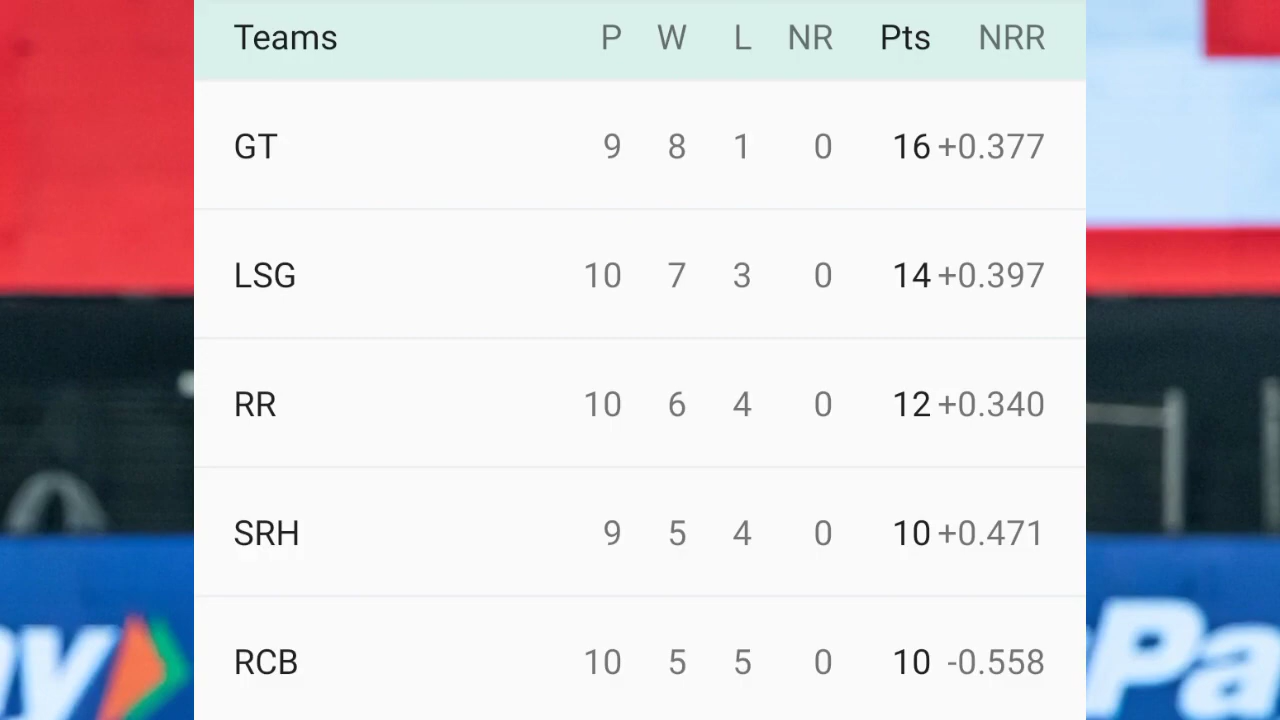 Teams P W L NR Pts NRR
GT 9 8 1 0 16 +0.377
LSG 10 7 3 0 14 +0.397
RR 10 6 4 0 12 +0.340
SRH 9 5 4 0 10 +0.471
RCB 10 5 5 0 10 -0.558
ay Pa